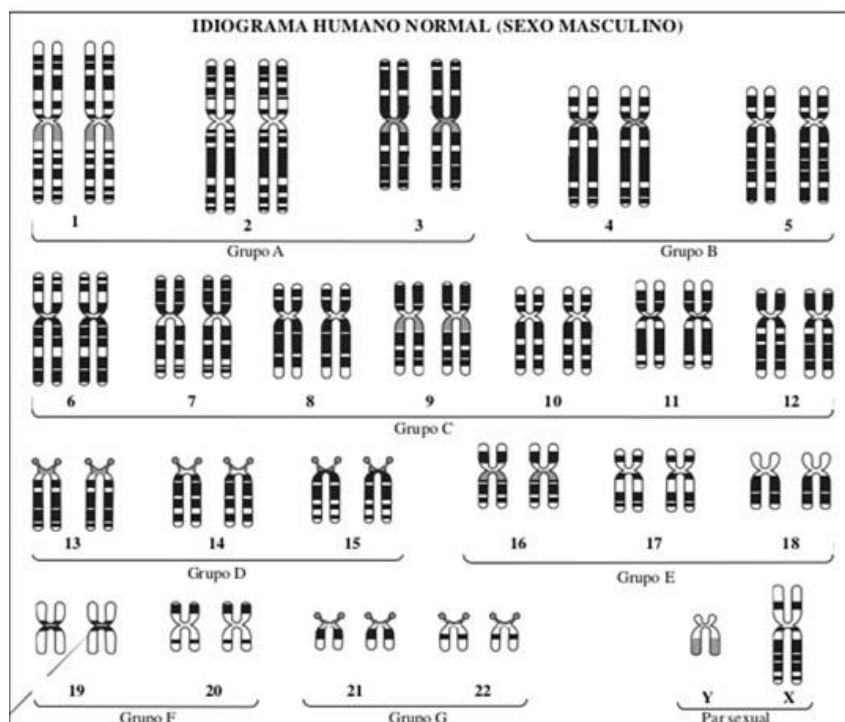 IDIOGRAMA HUMANO NORMAL (SEXO MASCULINO)
1 2 3 4 5
Grupo A Grupo B
6 7 8 9 10 11 12
Grupo C
13 14 15 16 17 18
Grupo D Grupo E
19 20 21 22 Y X
Grupo F Grupo G Par sexual